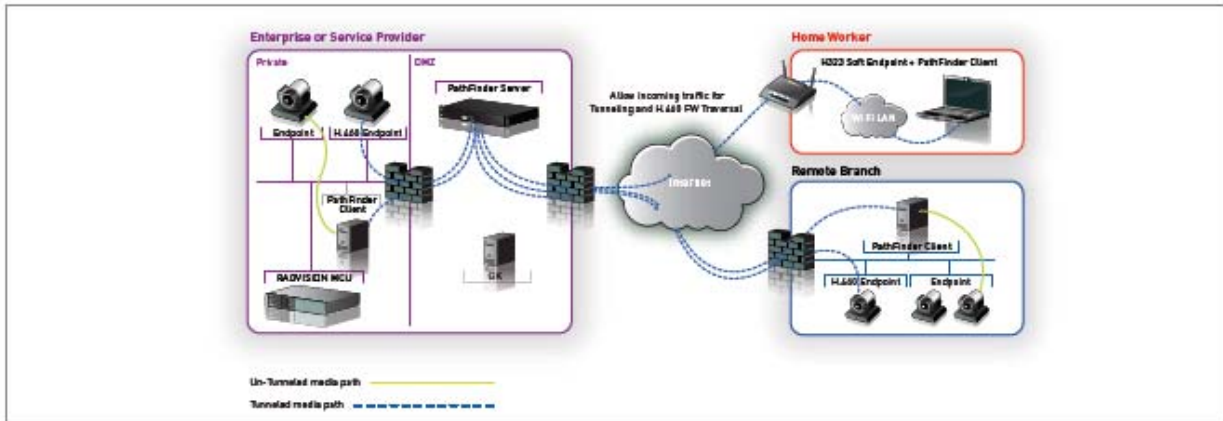 Enterprise or Service Provider
Private
DMZ
PathFinder Server
Endpoint
H.460 Endpoint
PathFinder
Client
RADVISION MCU
GK
Allow incoming traffic for
Tunneling and H.460 FW Traversal
Internet
Home Worker
H323 Soft Endpoint + PathFinder Client
WI FI LAN
Remote Branch
PathFinder Client
H.460 Endpoint
Endpoint
Un-Tunneled media path
Tunneled media path